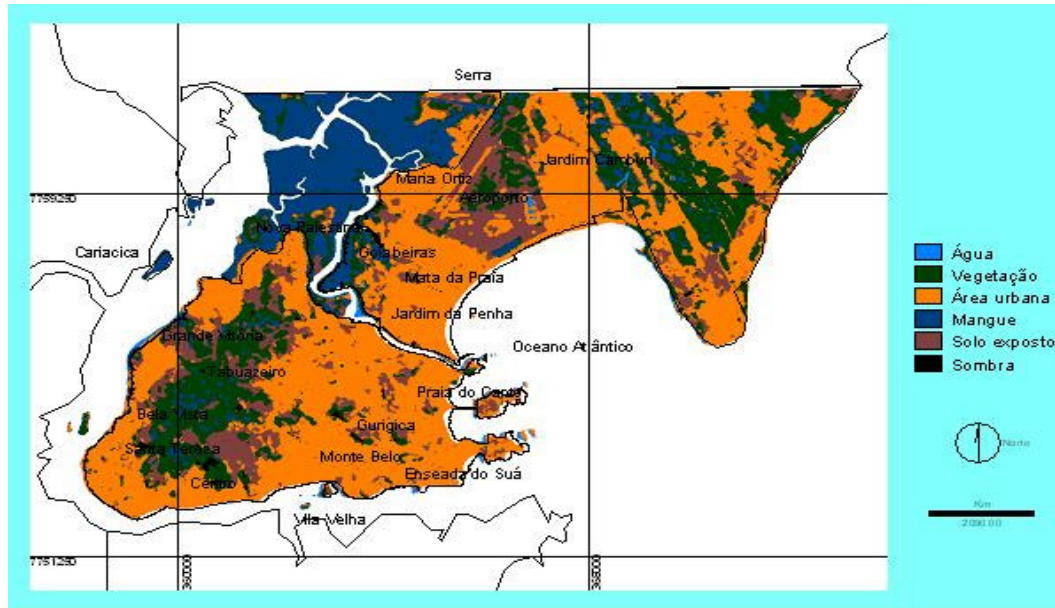 Serra
Jardim Camburi
Maria Ortiz
Aeroporto
7759250
Nova Palestina
Cariacica
Goiabeiras
Mata da Praia
Jardim da Penha
Grande Vitória
Oceano Atlântico
Tabuazeiro
Praia do Canto
Bela Vista
Gurigica
Santa Tereza
Monte Belo
Enseada do Suá
Centro
Vila Velha
7751250
360000
Água
Vegetação
Área urbana
Mangue
Solo exposto
Sombra
Norte
Km
2000.00